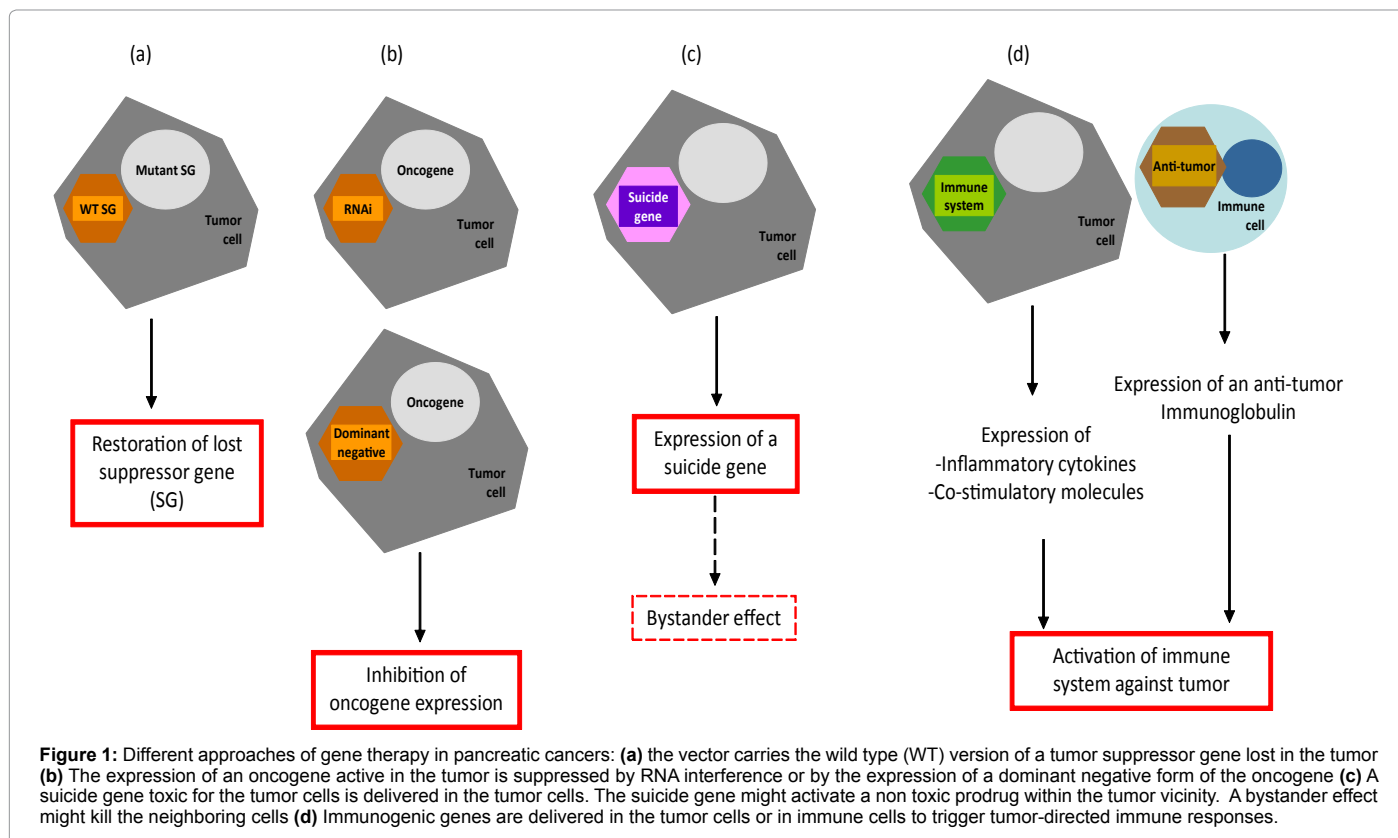 (a)
Mutant SG
WT SG
Tumor
cell
Restoration of lost
suppressor gene
(SG)
(b)
Oncogene
RNAi
Tumor
cell
Oncogene
Dominant
negative
Tumor
cell
Inhibition of
oncogene expression
(c)
Suicide
gene
Tumor
cell
Expression of a
suicide gene
Bystander effect
(d)
Immune
system
Tumor
cell
Anti-tumor
Immune
cell
Expression of
-Inflammatory cytokines
-Co-stimulatory molecules
Expression of an anti-tumor
Immunoglobulin
Activation of immune
system against tumor
Figure 1: Different approaches of gene therapy in pancreatic cancers: (a) the vector carries the wild type (WT) version of a tumor suppressor gene lost in the tumor
(b) The expression of an oncogene active in the tumor is suppressed by RNA interference or by the expression of a dominant negative form of the oncogene (c) A
suicide gene toxic for the tumor cells is delivered in the tumor cells. The suicide gene might activate a non toxic prodrug within the tumor vicinity. A bystander effect
might kill the neighboring cells (d) Immunogenic genes are delivered in the tumor cells or in immune cells to trigger tumor-directed immune responses.